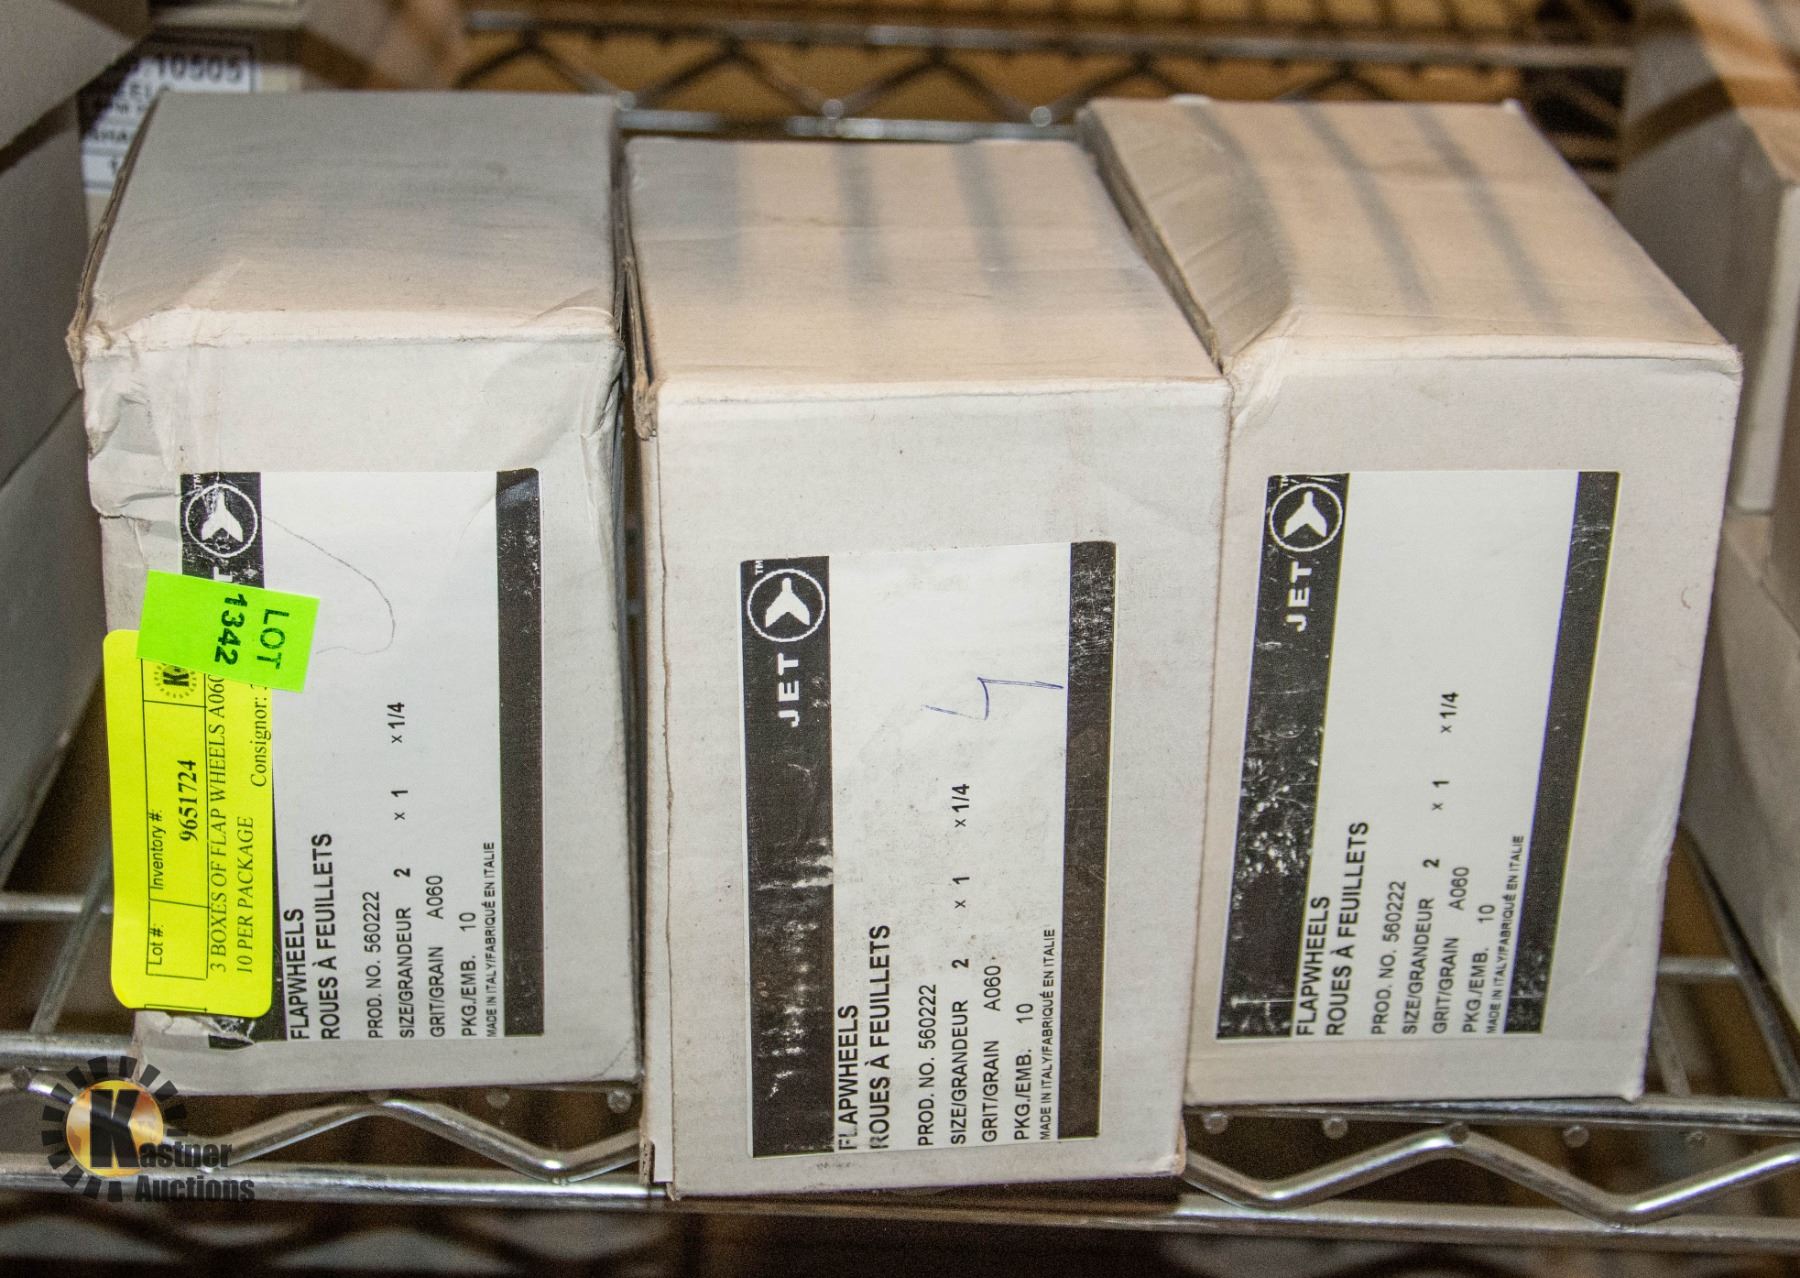 10505
LOT
1342
Lot #:
Inventory #:
9651724
3 BOXES OF FLAP WHEELS A060
10 PER PACKAGE
Consignor:
TM
FLAPWHEELS
ROUES À FEUILLETS
PROD. NO. 560222
SIZE/GRANDEUR 2 x 1 x 1/4
GRIT/GRAIN A060
PKG./EMB. 10
MADE IN ITALY/FABRIQUÉ EN ITALIE
JET TM
FLAPWHEELS
ROUES À FEUILLETS
PROD. NO. 560222
SIZE/GRANDEUR 2 x 1 x 1/4
GRIT/GRAIN A060
PKG./EMB. 10
MADE IN ITALY/FABRIQUÉ EN ITALIE
JET TM
FLAPWHEELS
ROUES À FEUILLETS
PROD. NO. 560222
SIZE/GRANDEUR 2 x 1 x 1/4
GRIT/GRAIN A060
PKG./EMB. 10
MADE IN ITALY/FABRIQUÉ EN ITALIE
Kastner
Auctions